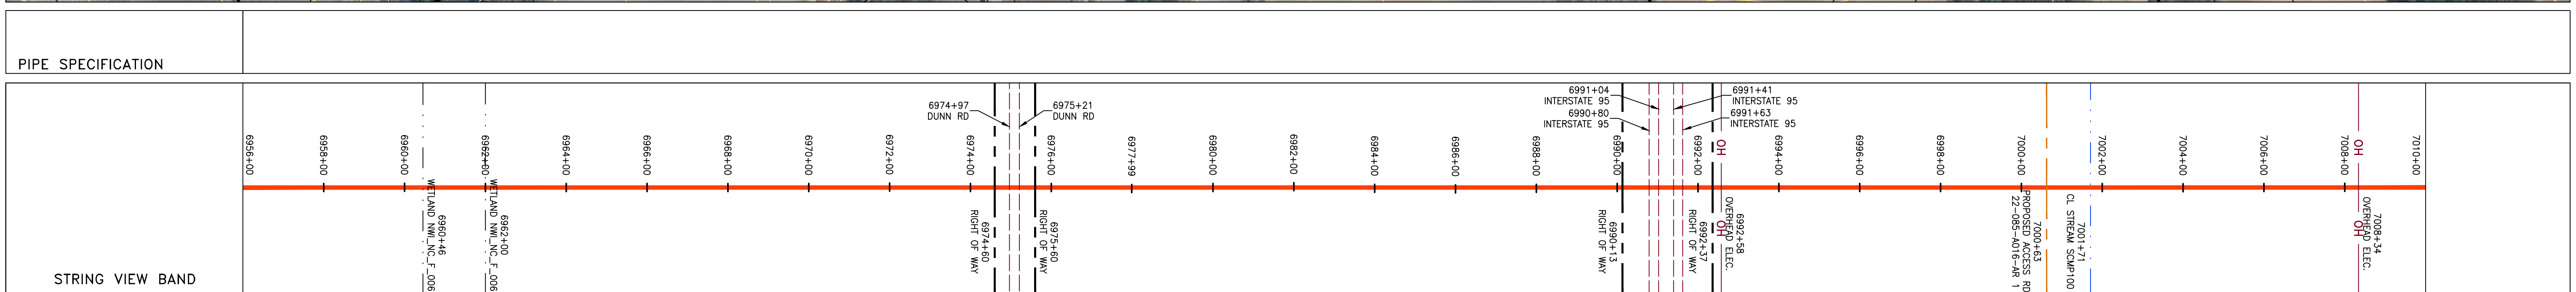 PIPE SPECIFICATION
STRING VIEW BAND
6974+97
DUNN RD
6975+21
DUNN RD
6991+04
INTERSTATE 95
6990+80
INTERSTATE 95
6991+41
INTERSTATE 95
6991+63
INTERSTATE 95
6956+00
6958+00
6960+00
6962+00
6964+00
6966+00
6968+00
6970+00
6972+00
6974+00
6976+00
6977+99
6980+00
6982+00
6984+00
6986+00
6988+00
6990+00
6992+00
6994+00
6996+00
6998+00
7000+00
7002+00
7004+00
7006+00
7008+00
7010+00
OH
OH
6960+46
WETLAND NWI_NC_F_006
6962+00
WETLAND NWI_NC_F_006
6974+60
RIGHT OF WAY
6975+60
RIGHT OF WAY
6990+13
RIGHT OF WAY
6992+37
RIGHT OF WAY
6992+58
OVERHEAD ELEC.
OH
7000+63
PROPOSED ACCESS RD
22-085-A016-AR 1
7001+71
CL STREAM SCMP100
7008+34
OVERHEAD ELEC.
OH